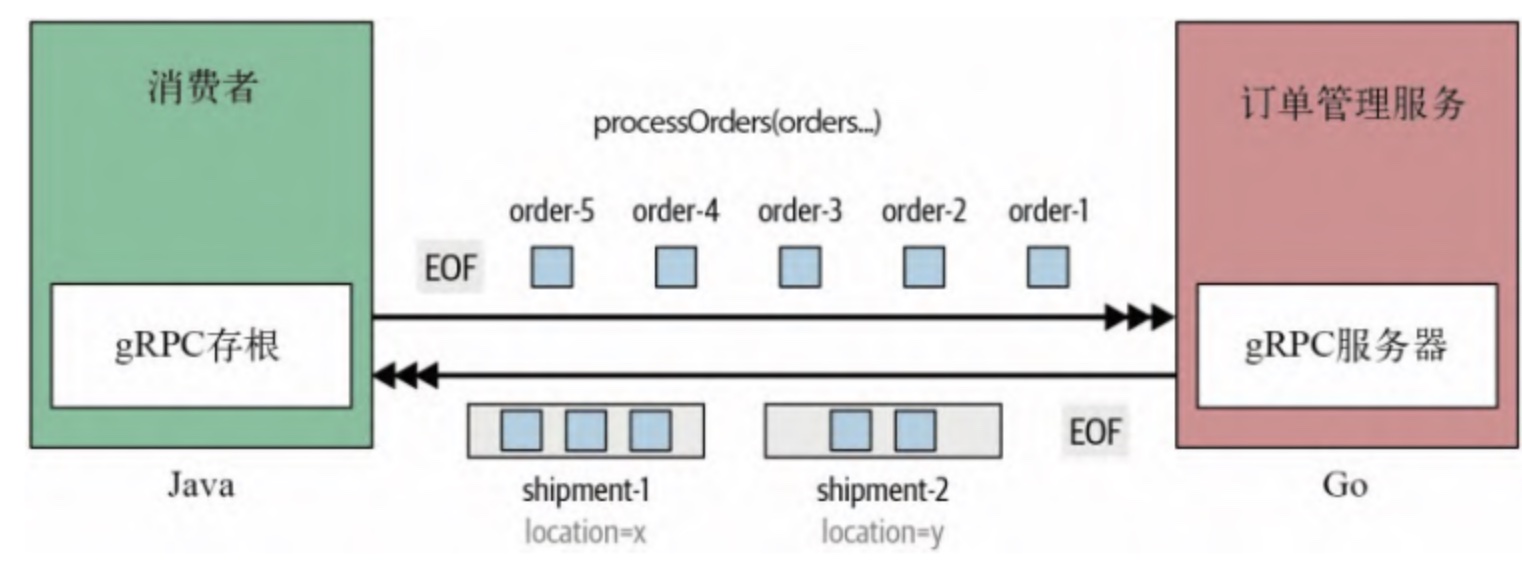 消费者
订单管理服务
processOrders(orders...)
order-5 order-4 order-3 order-2 order-1
EOF
gRPC存根
gRPC服务器
EOF
Java
shipment-1
shipment-2
Go
location=x
location=y